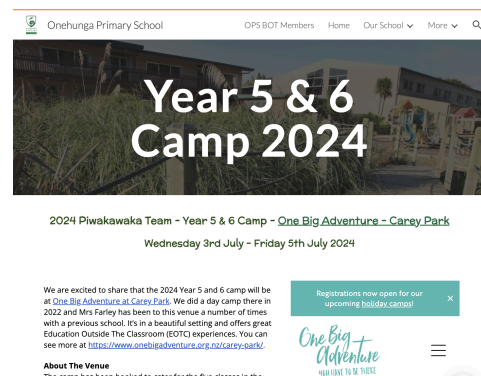 Onehunga Primary School
OPS BOT Members Home Our School More
Year 5 & 6
Camp 2024
2024 Piwakawaka Team - Year 5 & 6 Camp - One Big Adventure - Carey Park
Wednesday 3rd July - Friday 5th July 2024
We are excited to share that the 2024 Year 5 and 6 camp will be
at One Big Adventure at Carey Park. We did a day camp there in
2022 and Mrs Farley has been to this venue a number of times
with a previous school. It's in a beautiful setting and offers great
Education Outside The Classroom (EOTC) experiences. You can
see more at https://www.onebigadventure.org.nz/carey-park/.
About The Venue
Registrations now open for our
upcoming holiday camps!
One Big
Adventure
YOU HAVE TO BE THERE